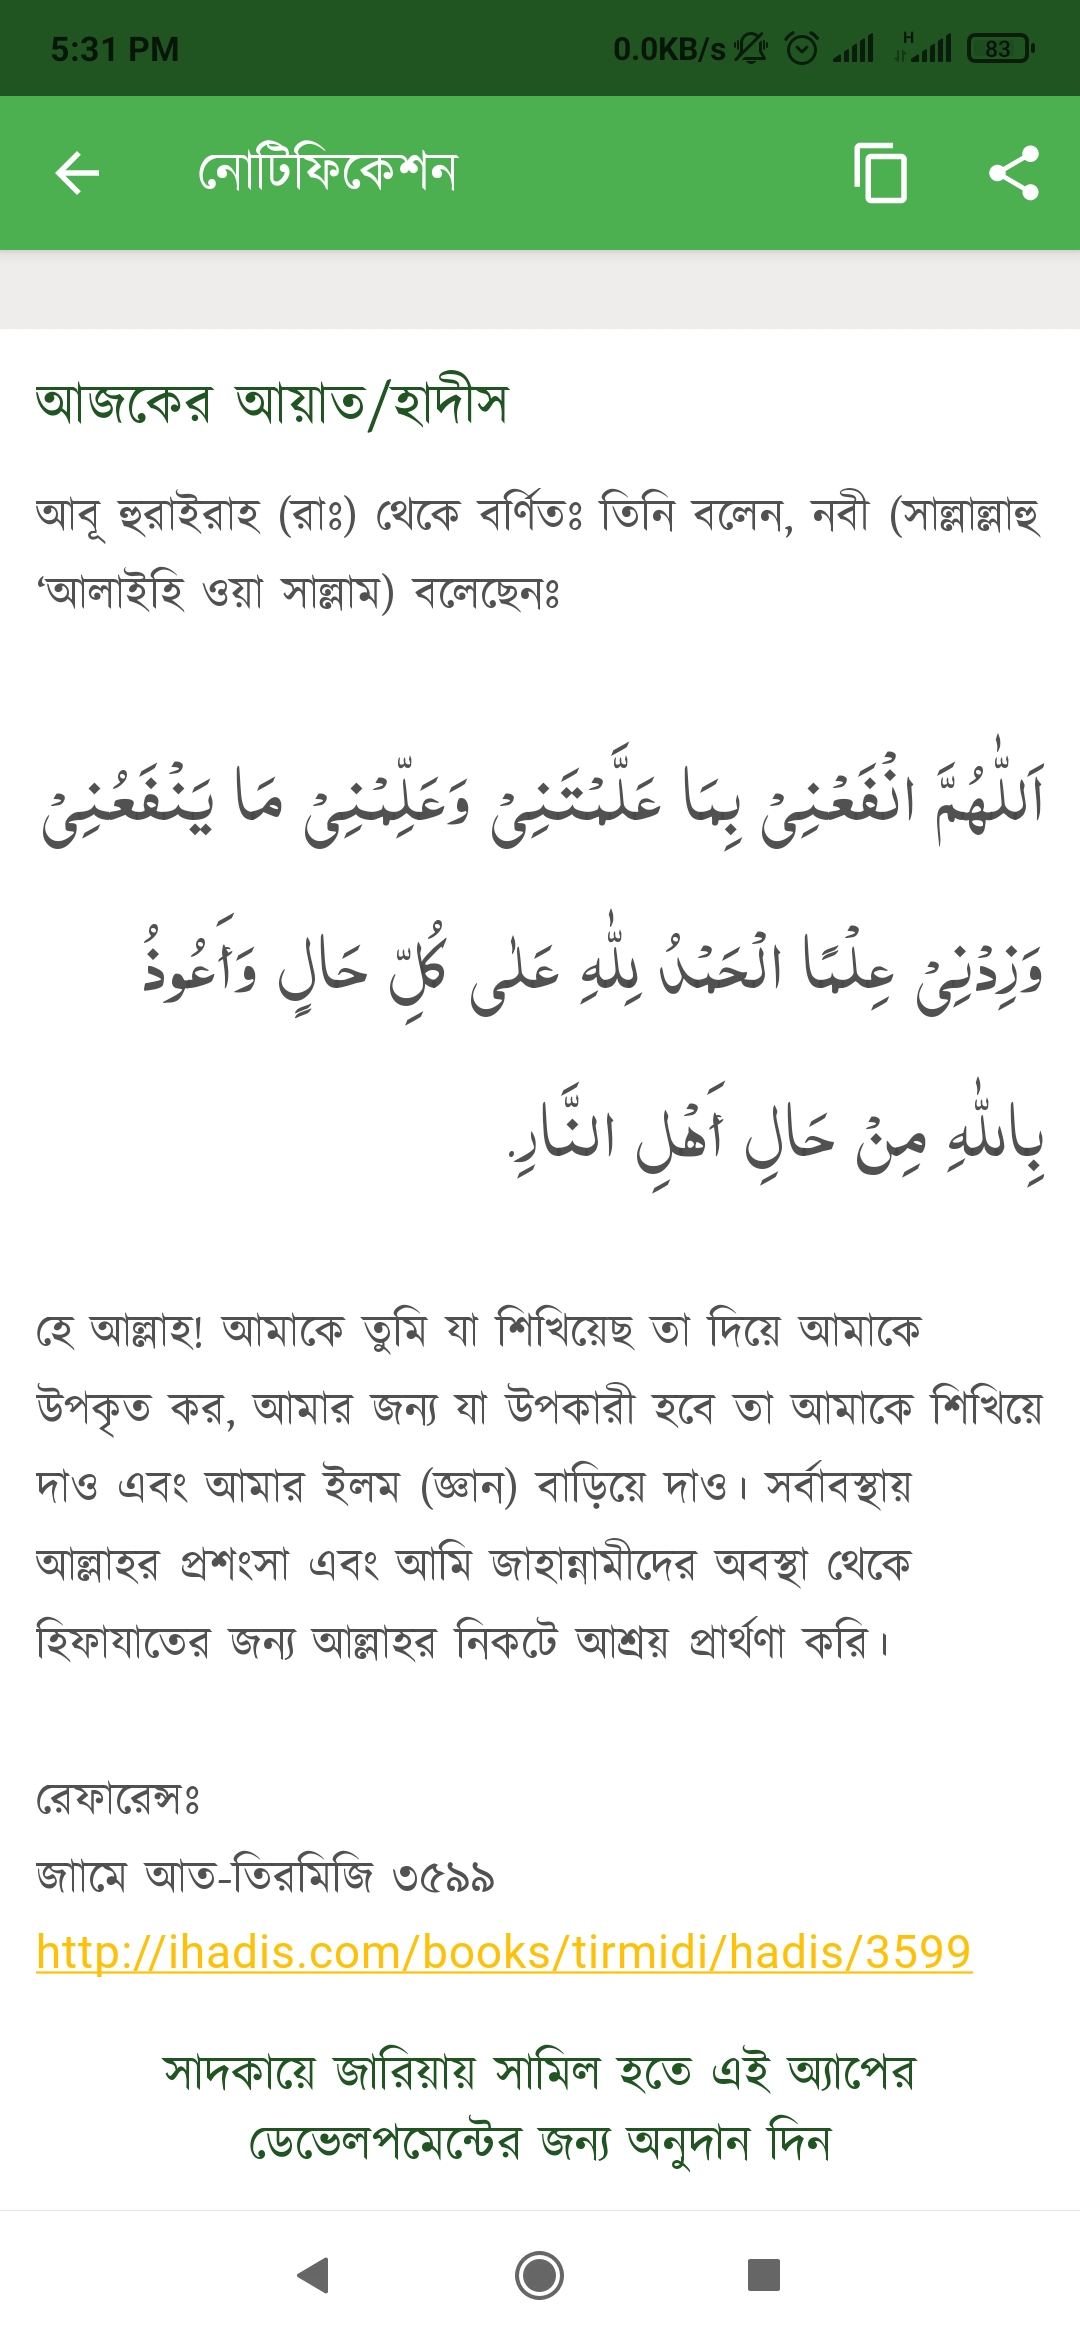 5:31 PM
0.0KB/s
H
83
নোটিফিকেশন
আজকের আয়াত/হাদীস
আবূ হুরাইরাহ (রাঃ) থেকে বর্ণিতঃ তিনি বলেন, নবী (সাল্লাল্লাহু
‘আলাইহি ওয়া সাল্লাম) বলেছেনঃ
اَللّٰهُمَّ انْفَعْنِیْ بِمَا عَلَّمْتَنِیْ وَعَلِّمْنِیْ مَا یَنْفَعُنِیْ
وَزِدْنِیْ عِلْمًا الْحَمْدُ لِلّٰهِ عَلٰی كُلِّ حَالٍ وَأَعُوذُ
بِاللّٰهِ مِنْ حَالِ أَهْلِ النَّارِ.
হে আল্লাহ! আমাকে তুমি যা শিখিয়েছ তা দিয়ে আমাকে
উপকৃত কর, আমার জন্য যা উপকারী হবে তা আমাকে শিখিয়ে
দাও এবং আমার ইলম (জ্ঞান) বাড়িয়ে দাও। সর্বাবস্থায়
আল্লাহর প্রশংসা এবং আমি জাহান্নামীদের অবস্থা থেকে
হিফাযাতের জন্য আল্লাহর নিকটে আশ্রয় প্রার্থণা করি।
রেফারেন্সঃ
জাামে আত-তিরমিজি ৩৫৯৯
http://ihadis.com/books/tirmidi/hadis/3599
সাদকায়ে জারিয়ায় সামিল হতে এই অ্যাপের
ডেভেলপমেন্টের জন্য অনুদান দিন